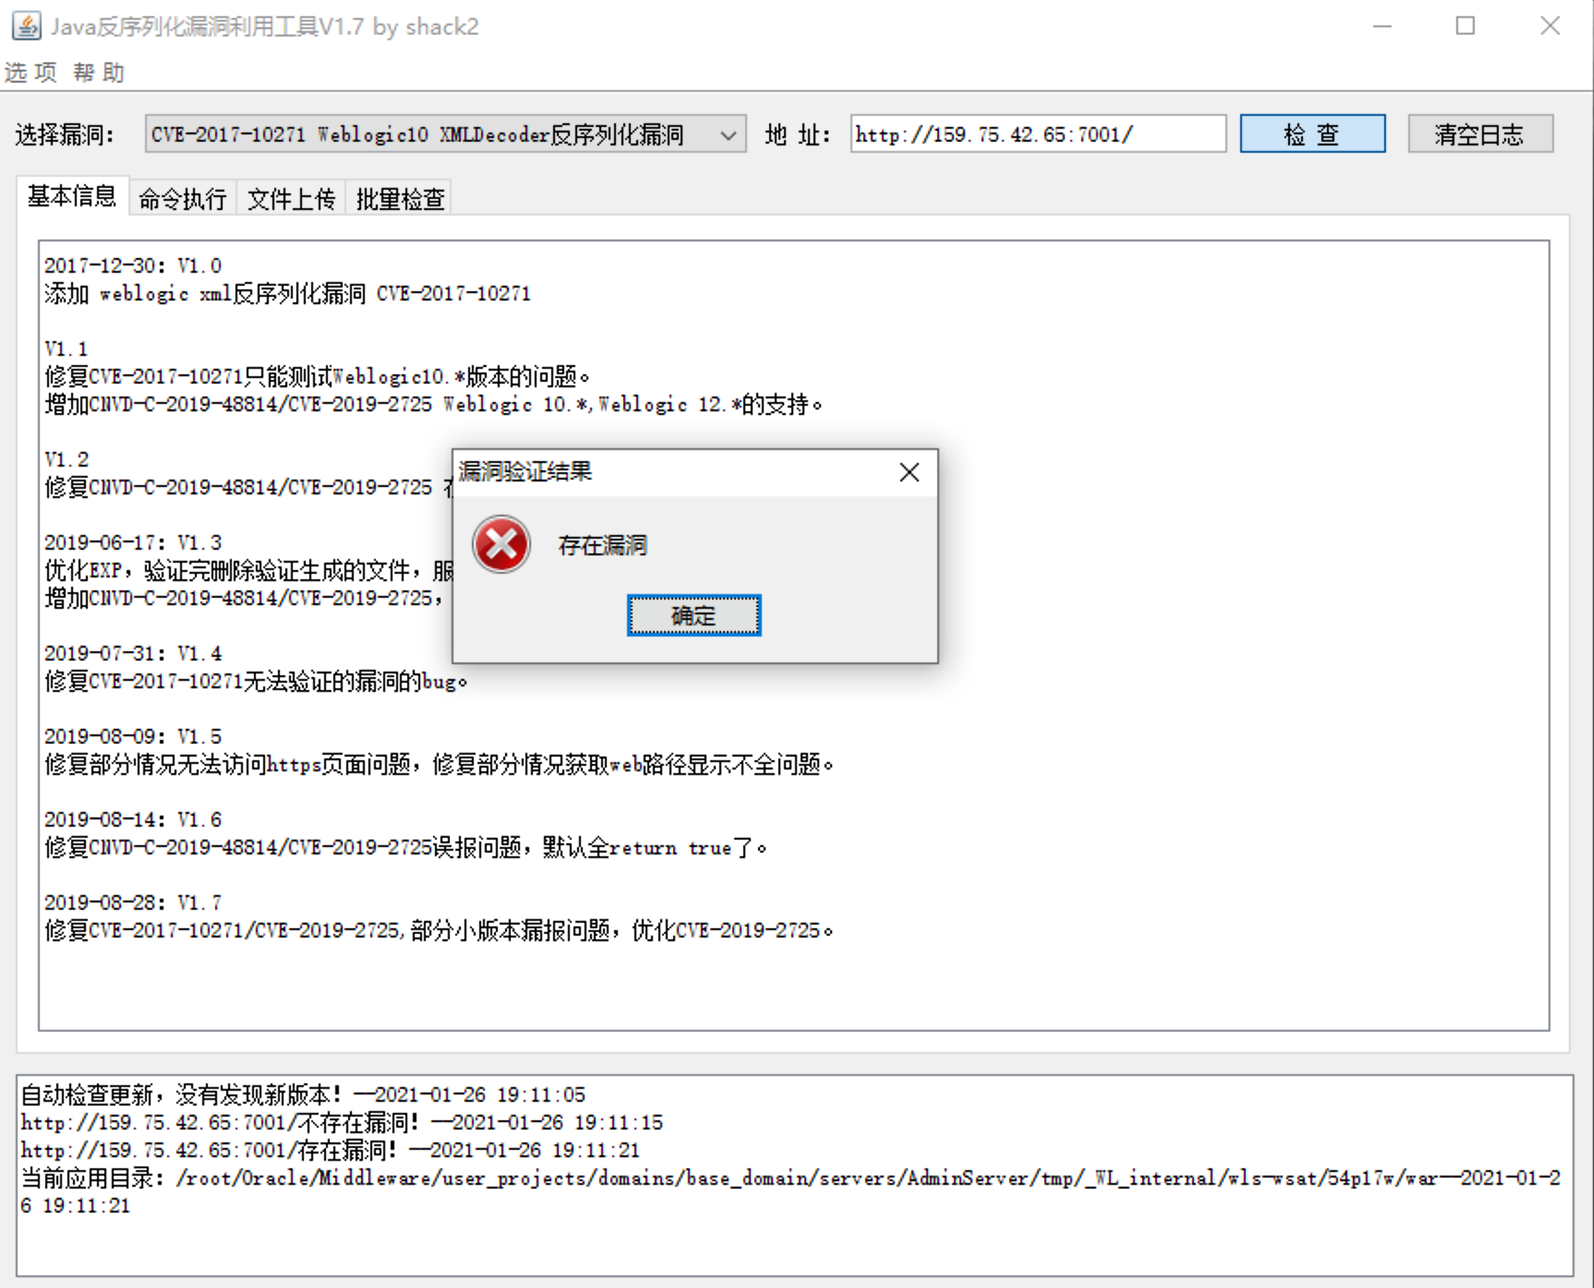 Java反序列化漏洞利用工具V1.7 by shack2
选项 帮助
选择漏洞： CVE-2017-10271 Weblogic10 XMLDecoder反序列化漏洞 地 址： http://159.75.42.65:7001/ 检 查 清空日志
基本信息 命令执行 文件上传 批量检查
2017-12-30：V1.0
添加 weblogic xml反序列化漏洞 CVE-2017-10271
V1.1
修复CVE-2017-10271只能测试Weblogic10.*版本的问题。
增加CNVD-C-2019-48814/CVE-2019-2725 Weblogic 10.*,Weblogic 12.*的支持。
V1.2
修复CNVD-C-2019-48814/CVE-2019-2725
2019-06-17：V1.3
优化EXP，验证完删除验证生成的文件，服
增加CNVD-C-2019-48814/CVE-2019-2725，
漏洞验证结果
存在漏洞
确定
2019-07-31：V1.4
修复CVE-2017-10271无法验证的漏洞的bug。
2019-08-09：V1.5
修复部分情况无法访问https页面问题，修复部分情况获取web路径显示不全问题。
2019-08-14：V1.6
修复CNVD-C-2019-48814/CVE-2019-2725误报问题，默认全return true了。
2019-08-28：V1.7
修复CVE-2017-10271/CVE-2019-2725,部分小版本漏报问题，优化CVE-2019-2725。
自动检查更新，没有发现新版本！--2021-01-26 19:11:05
http://159.75.42.65:7001/不存在漏洞！--2021-01-26 19:11:15
http://159.75.42.65:7001/存在漏洞！--2021-01-26 19:11:21
当前应用目录：/root/Oracle/Middleware/user_projects/domains/base_domain/servers/AdminServer/tmp/_WL_internal/wls-wsat/54p17w/war--2021-01-2
6 19:11:21